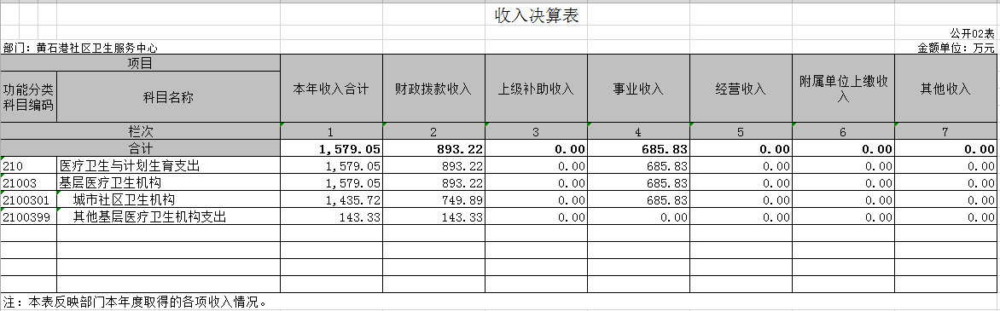 收入决算表
公开02表
部门：黄石港社区卫生服务中心 金额单位：万元
项目
功能分类科目编码 科目名称 本年收入合计 财政拨款收入 上级补助收入 事业收入 经营收入 附属单位上缴收入 其他收入
栏次 1 2 3 4 5 6 7
合计 1,579.05 893.22 0.00 685.83 0.00 0.00 0.00
210 医疗卫生与计划生育支出 1,579.05 893.22 0.00 685.83 0.00 0.00 0.00
21003 基层医疗卫生机构 1,579.05 893.22 0.00 685.83 0.00 0.00 0.00
2100301 城市社区卫生机构 1,435.72 749.89 0.00 685.83 0.00 0.00 0.00
2100399 其他基层医疗卫生机构支出 143.33 143.33 0.00 0.00 0.00 0.00 0.00
注：本表反映部门本年度取得的各项收入情况。